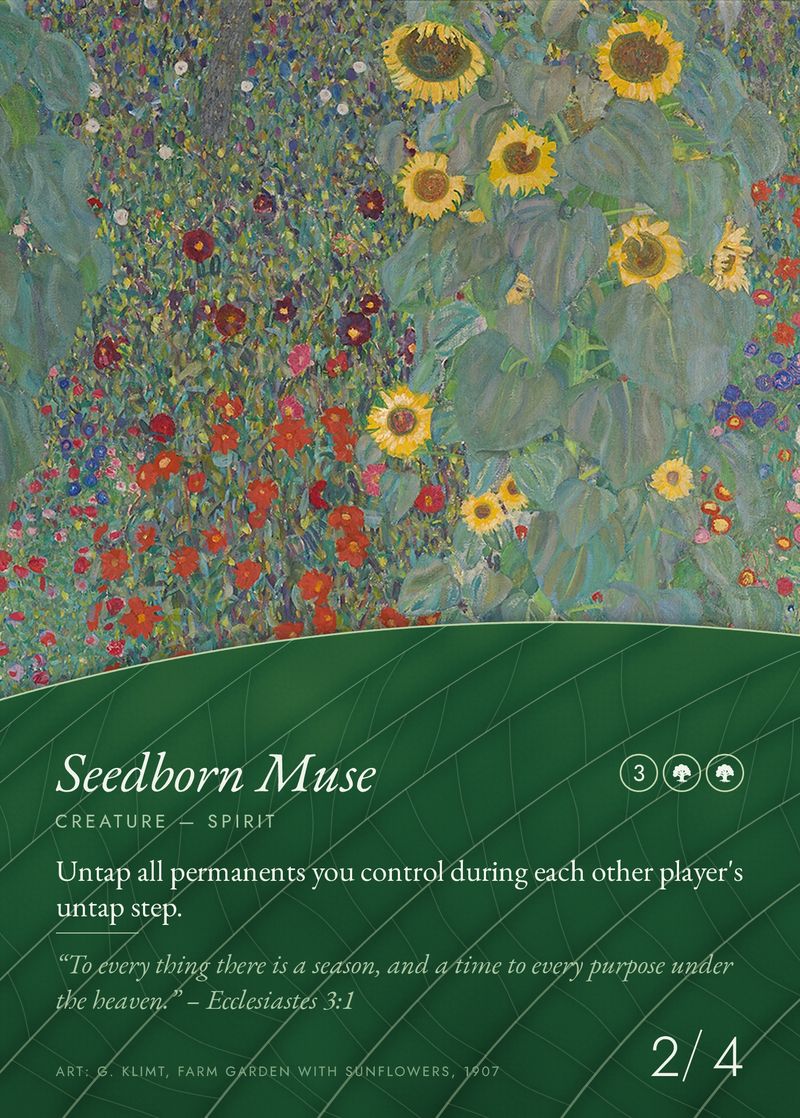 Seedborn Muse
3
CREATURE — SPIRIT
Untap all permanents you control during each other player's
untap step.
“To every thing there is a season, and a time to every purpose under
the heaven.” – Ecclesiastes 3:1
2/4
ART: G. KLIMT, FARM GARDEN WITH SUNFLOWERS, 1907